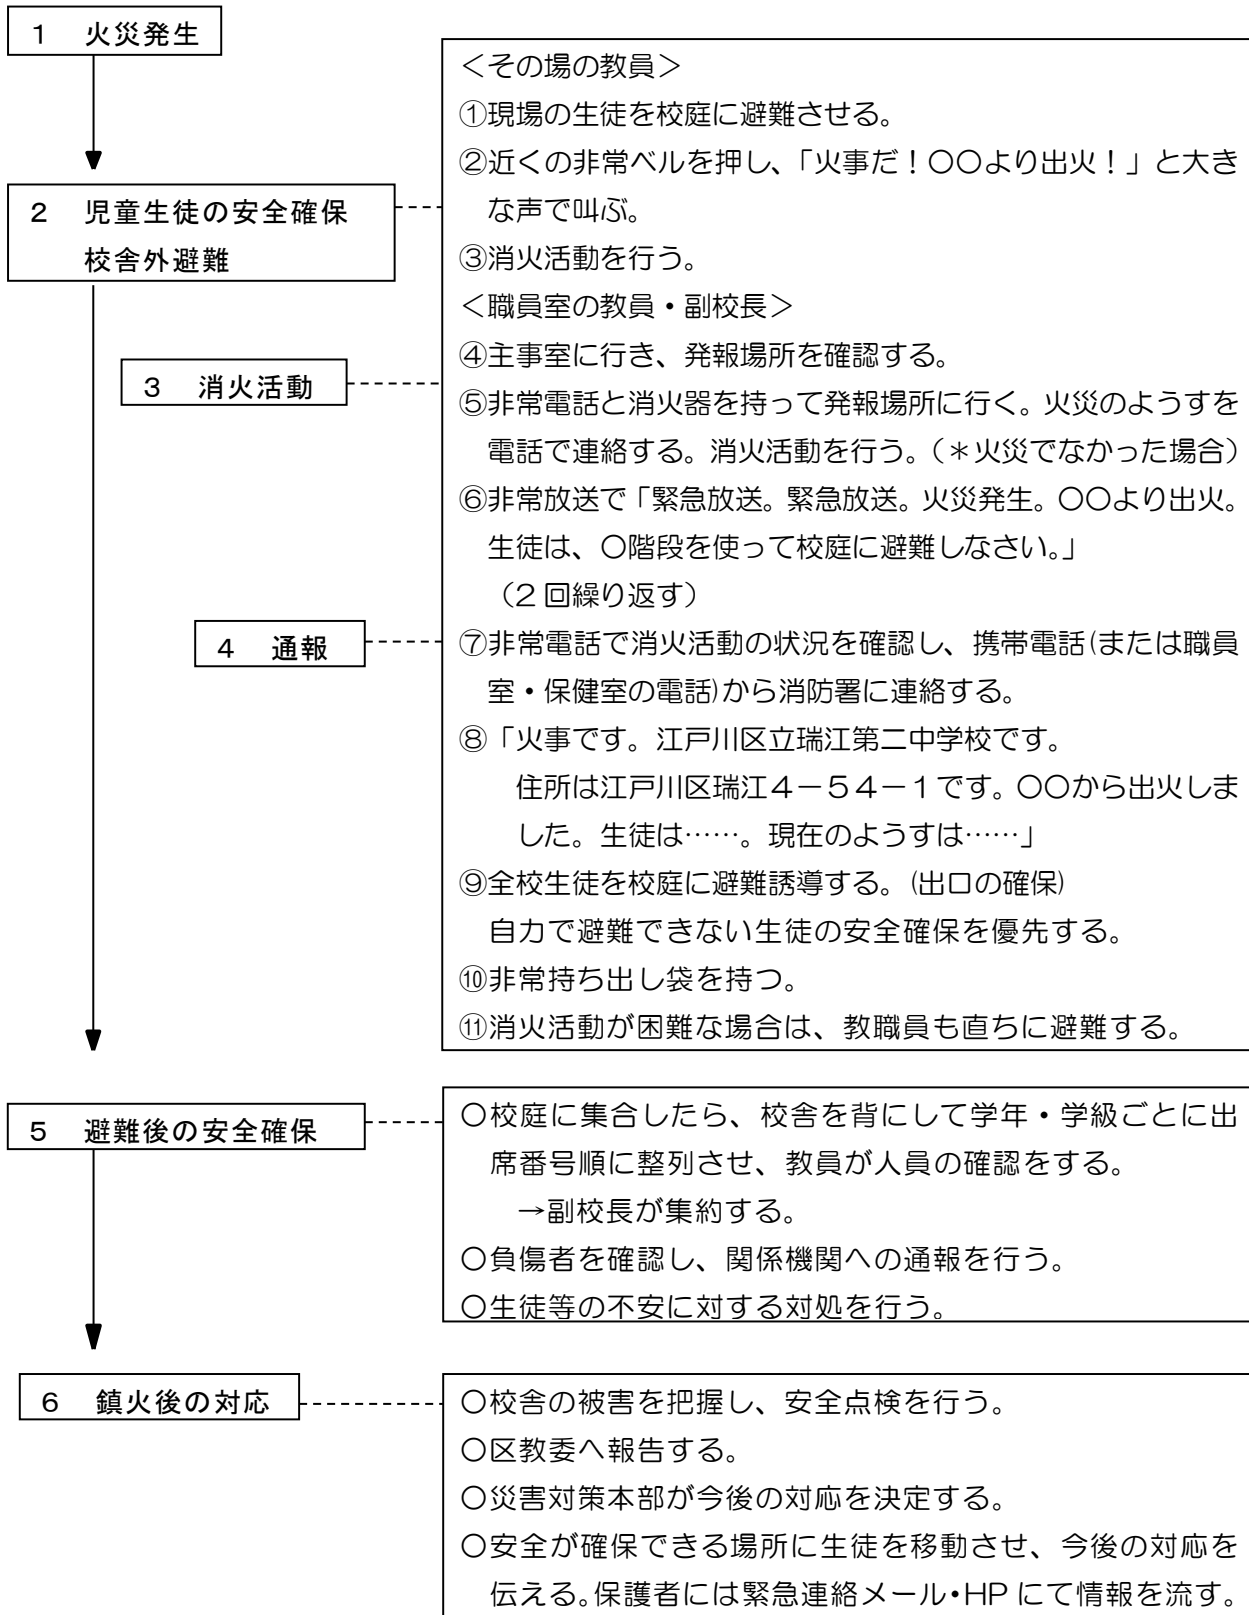 1 火災発生
2 児童生徒の安全確保
校舎外避難
3 消火活動
4 通報
＜その場の教員＞
①現場の生徒を校庭に避難させる。
②近くの非常ベルを押し、「火事だ！〇〇より出火！」と大き
な声で叫ぶ。
③消火活動を行う。
＜職員室の教員・副校長＞
④主事室に行き、発報場所を確認する。
⑤非常電話と消火器を持って発報場所に行く。火災のようすを
電話で連絡する。消火活動を行う。（＊火災でなかった場合）
⑥非常放送で「緊急放送。緊急放送。火災発生。〇〇より出火。
生徒は、〇階段を使って校庭に避難しなさい。」
（２回繰り返す）
⑦非常電話で消火活動の状況を確認し、携帯電話(または職員
室・保健室の電話)から消防署に連絡する。
⑧「火事です。江戸川区立瑞江第二中学校です。
住所は江戸川区瑞江４－５４－１です。〇〇から出火しま
した。生徒は……。現在のようすは……」
⑨全校生徒を校庭に避難誘導する。(出口の確保)
自力で避難できない生徒の安全確保を優先する。
⑩非常持ち出し袋を持つ。
⑪消火活動が困難な場合は、教職員も直ちに避難する。
5 避難後の安全確保
〇校庭に集合したら、校舎を背にして学年・学級ごとに出
席番号順に整列させ、教員が人員の確認をする。
→副校長が集約する。
〇負傷者を確認し、関係機関への通報を行う。
〇生徒等の不安に対する対処を行う。
6 鎮火後の対応
〇校舎の被害を把握し、安全点検を行う。
〇区教委へ報告する。
〇災害対策本部が今後の対応を決定する。
〇安全が確保できる場所に生徒を移動させ、今後の対応を
伝える。保護者には緊急連絡メール・HPにて情報を流す。